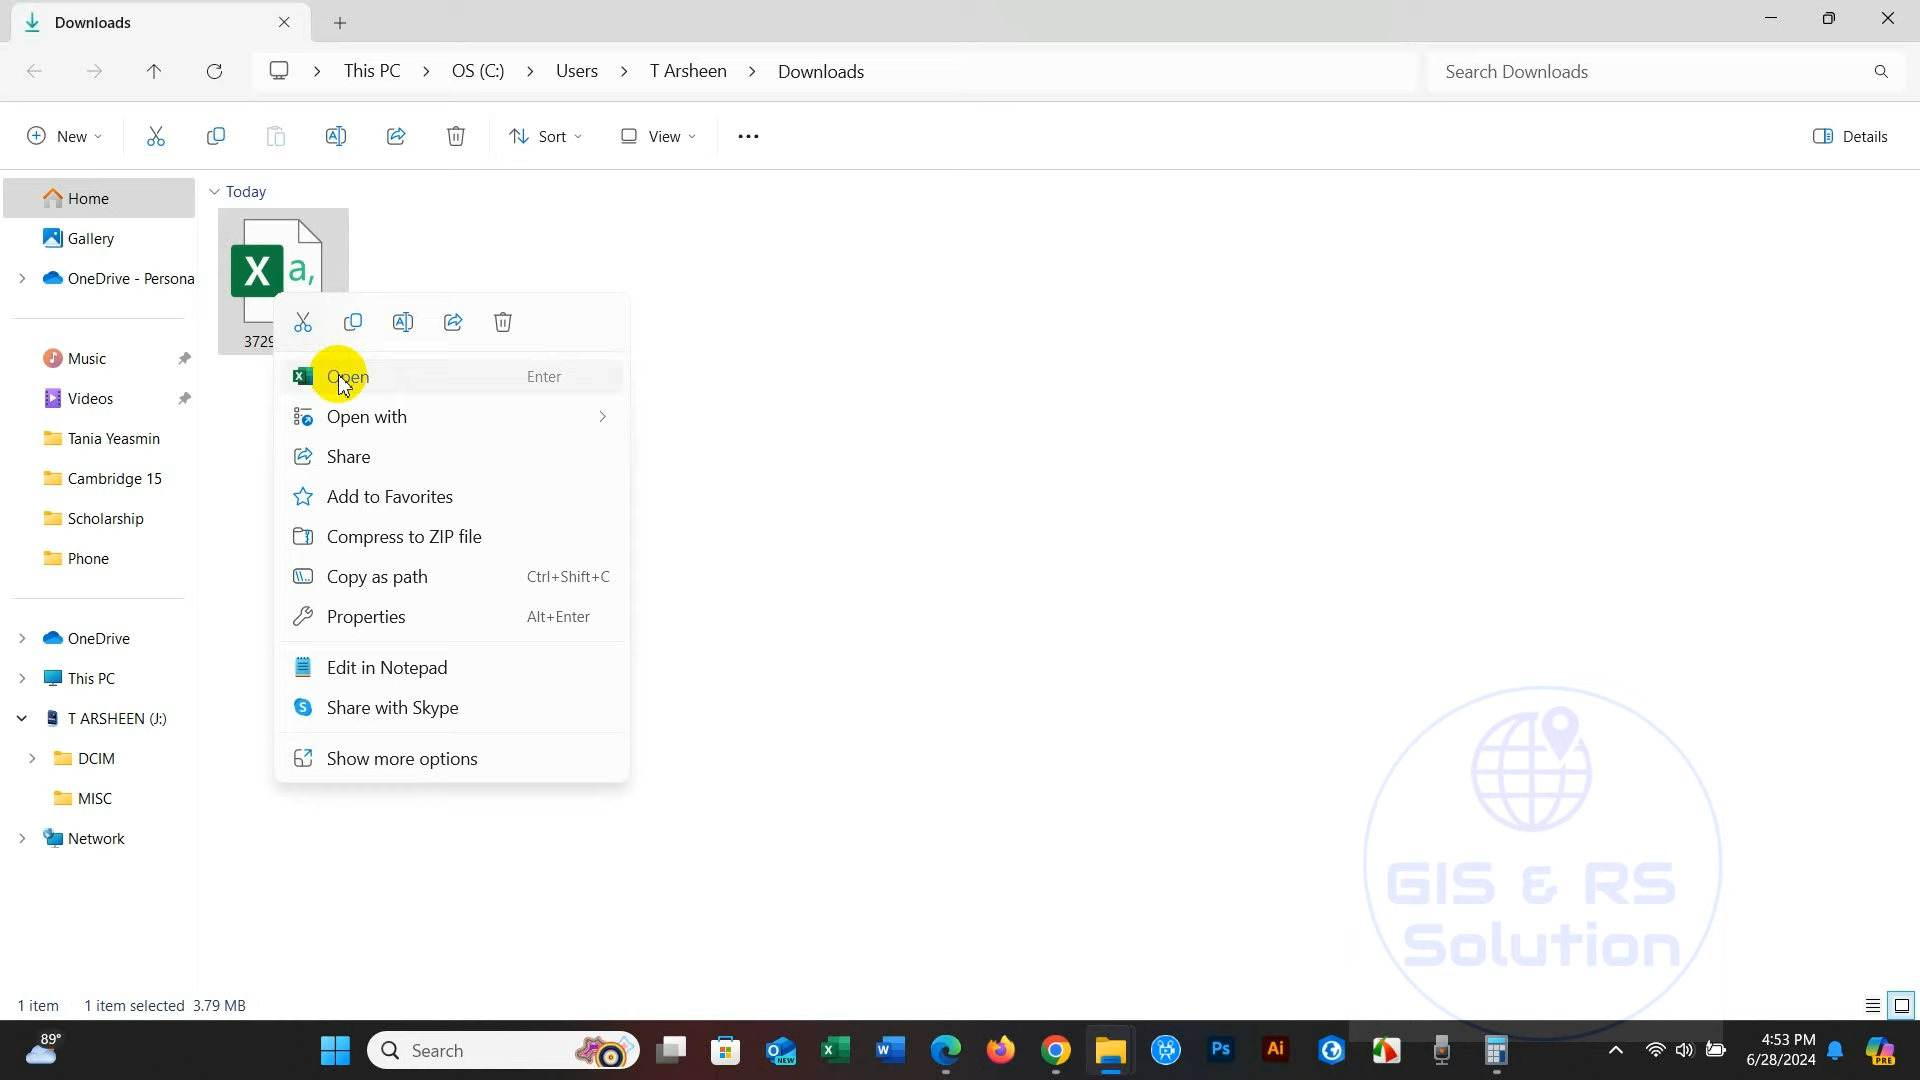 Downloads
This PC
OS (C:)
Users
T Arsheen
Downloads
Search Downloads
New
Sort
View
Details
Home
Gallery
OneDrive - Persona
Music
Videos
Tania Yeasmin
Cambridge 15
Scholarship
Phone
OneDrive
This PC
T ARSHEEN (J:)
DCIM
MISC
Network
Today
X a,
3729
Open Enter
Open with
Share
Add to Favorites
Compress to ZIP file
Copy as path Ctrl+Shift+C
Properties Alt+Enter
Edit in Notepad
Share with Skype
Show more options
GIS & RS
Solution
1 item 1 item selected 3.79 MB
89°
Search
NEW
Ps
Ai
4:53 PM
6/28/2024
PRE